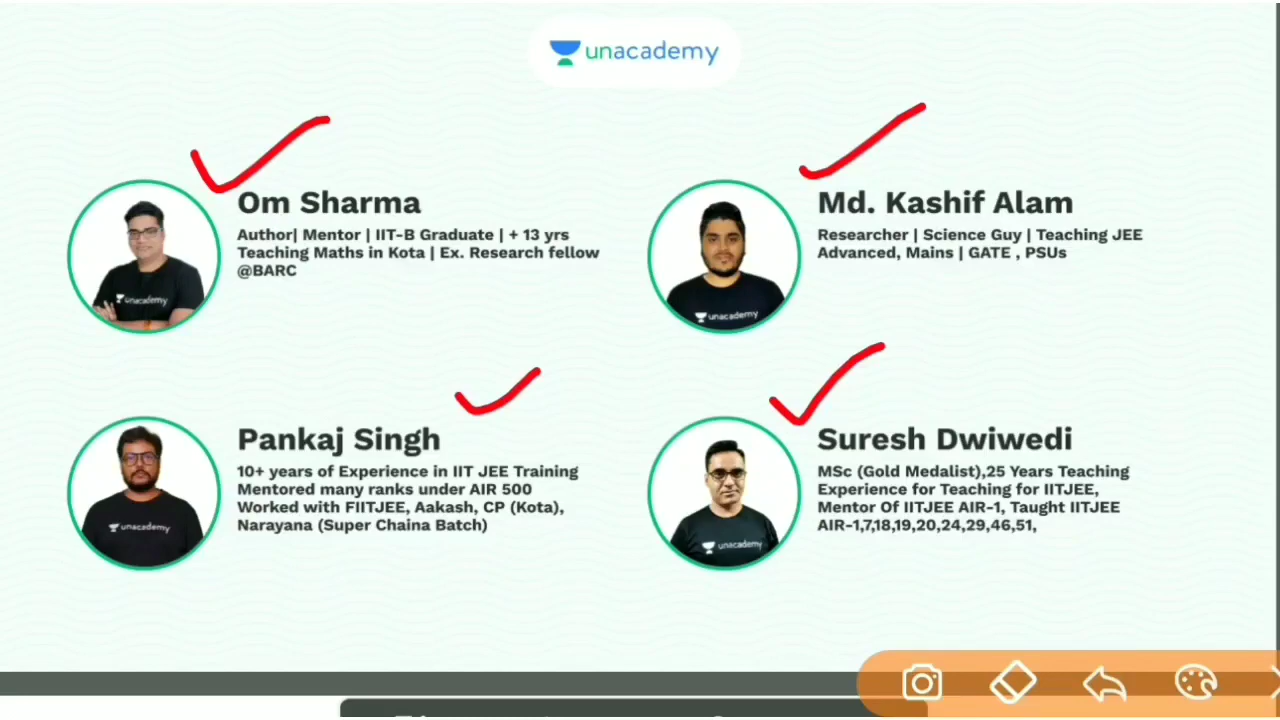 unacademy
Om Sharma
Author| Mentor | IIT-B Graduate | + 13 yrs
Teaching Maths in Kota | Ex. Research fellow
@BARC
unacademy
Md. Kashif Alam
Researcher | Science Guy | Teaching JEE
Advanced, Mains | GATE , PSUs
unacademy
Pankaj Singh
10+ years of Experience in IIT JEE Training
Mentored many ranks under AIR 500
Worked with FIITJEE, Aakash, CP (Kota),
Narayana (Super Chaina Batch)
unacademy
Suresh Dwiwedi
MSc (Gold Medalist),25 Years Teaching
Experience for Teaching for IITJEE,
Mentor Of IITJEE AIR-1, Taught IITJEE
AIR-1,7,18,19,20,24,29,46,51,
unacademy